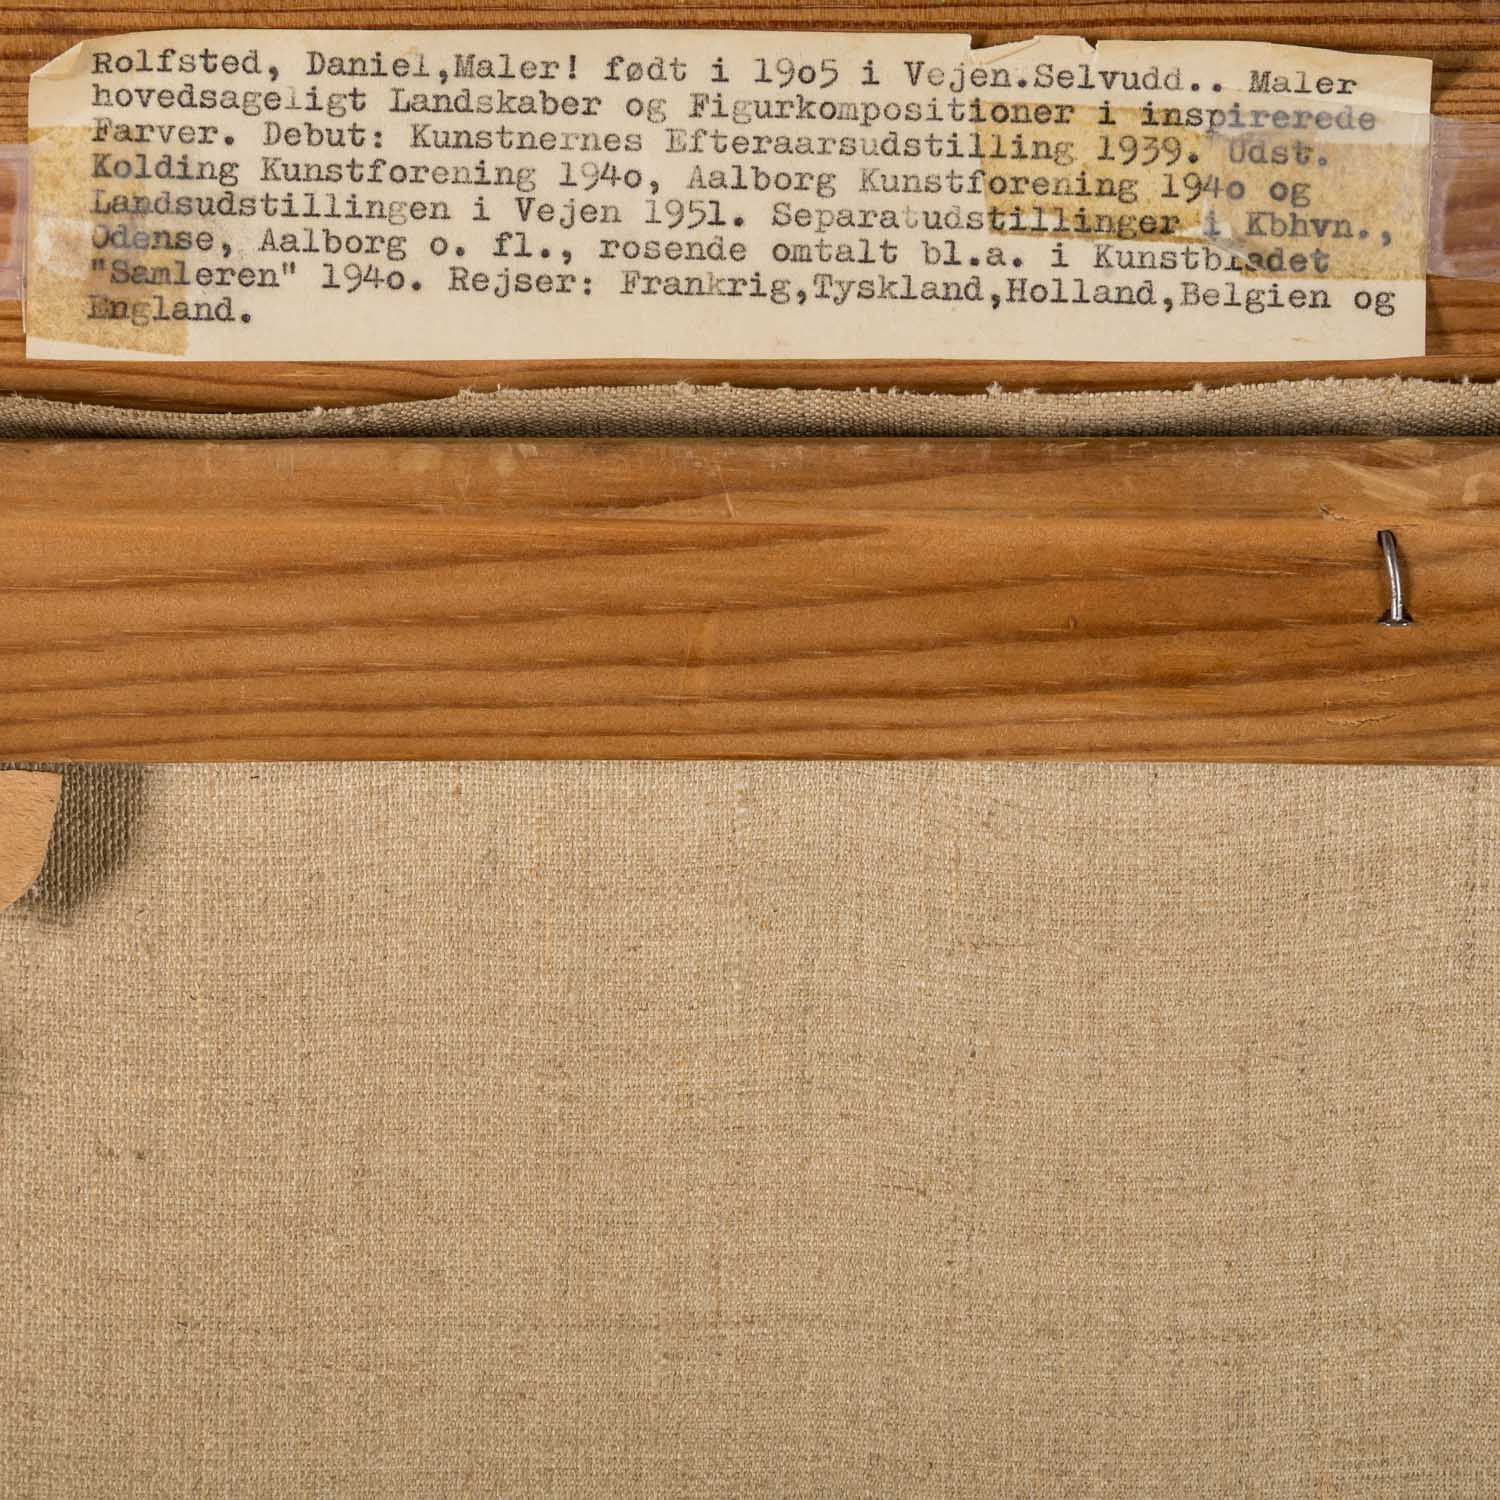 Rolfsted, Daniel,Maler! født i 19o5 i Vejen.Selvudd.. Maler
hovedsageligt Landskaber og Figurkompositioner i inspirerede
Farver. Debut: Kunstnernes Efteraarsudstilling 1939. Udst.
Kolding Kunstforening 194o, Aalborg Kunstforening 194o og
Landsudstillingen i Vejen 1951. Separatudstillinger i Kbhvn.,
Odense, Aalborg o. fl., rosende omtalt bl.a. i Kunstbladet
"Samleren" 194o. Rejser: Frankrig,Tyskland,Holland,Belgien og
England.